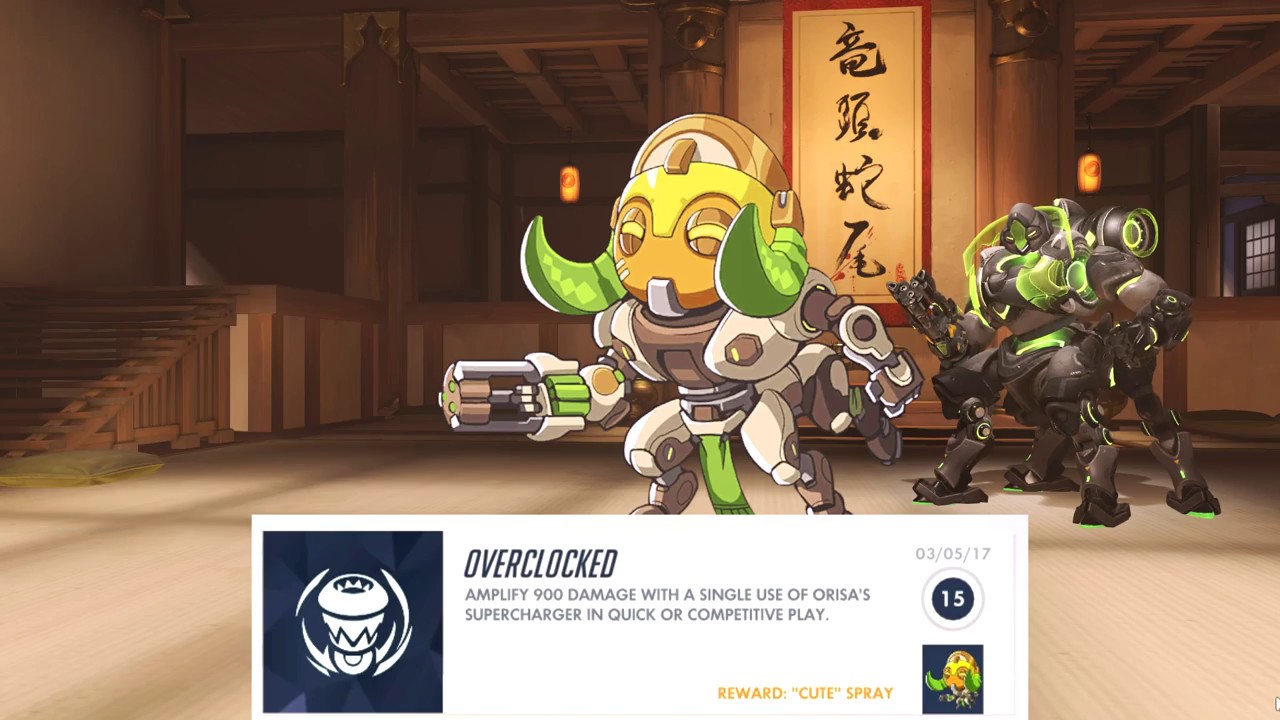 竜頭蛇尾
OVERCLOCKED
03/05/17
AMPLIFY 900 DAMAGE WITH A SINGLE USE OF ORISA'S
SUPERCHARGER IN QUICK OR COMPETITIVE PLAY.
15
REWARD: "CUTE" SPRAY